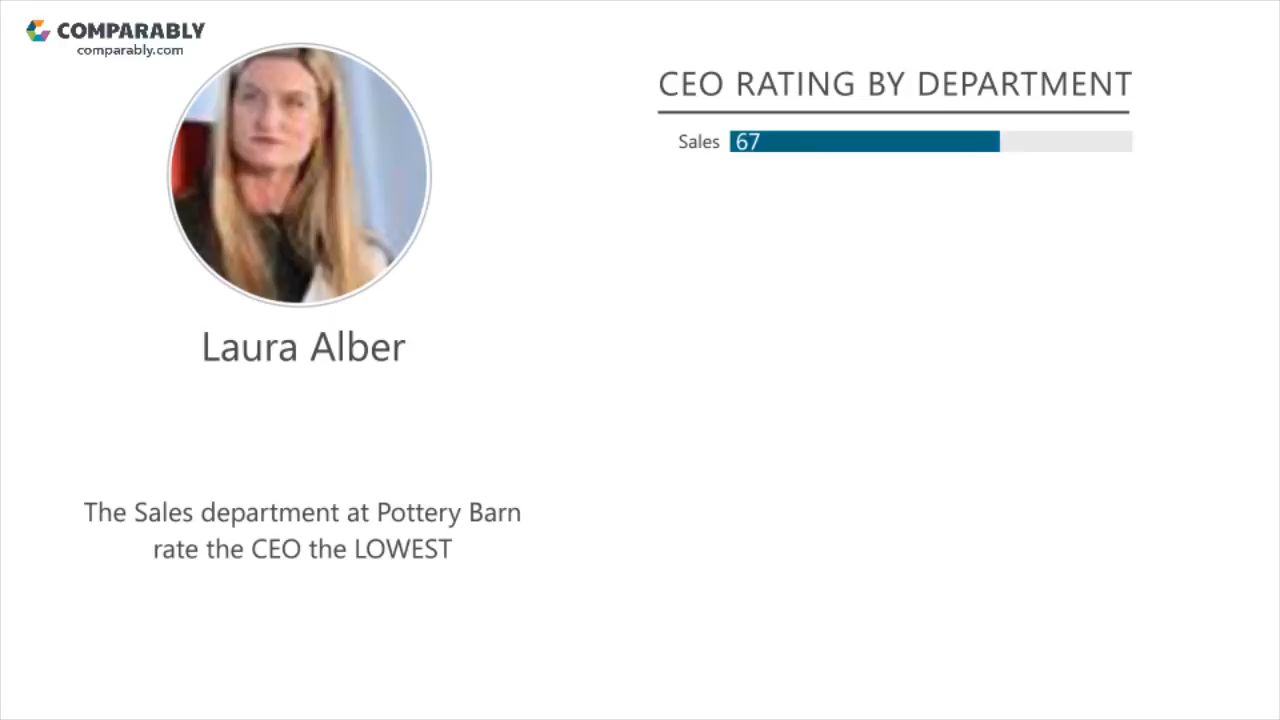 COMPARABLY
comparably.com
CEO RATING BY DEPARTMENT
Sales 67
Laura Alber
The Sales department at Pottery Barn
rate the CEO the LOWEST